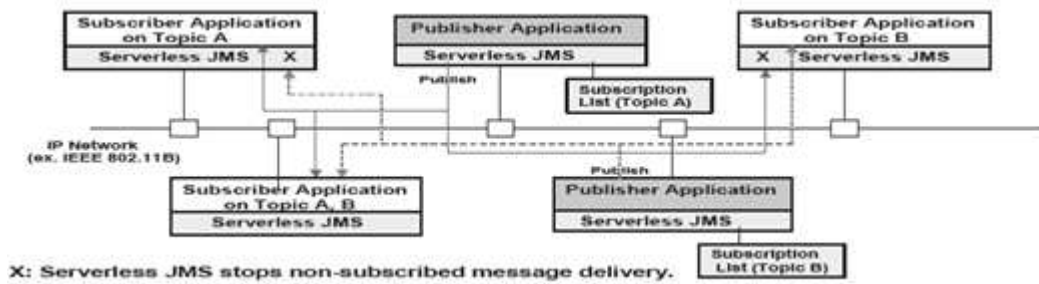 Subscriber Application
on Topic A
Serverless JMS X
Publisher Application
Serverless JMS
Subscriber Application
on Topic B
X Serverless JMS
Publish
Subscription
List (Topic A)
IP Network
(ex. IEEE 802.11B)
Publish
Subscriber Application
on Topic A, B
Serverless JMS
Publisher Application
Serverless JMS
Subscription
List (Topic B)
X: Serverless JMS stops non-subscribed message delivery.